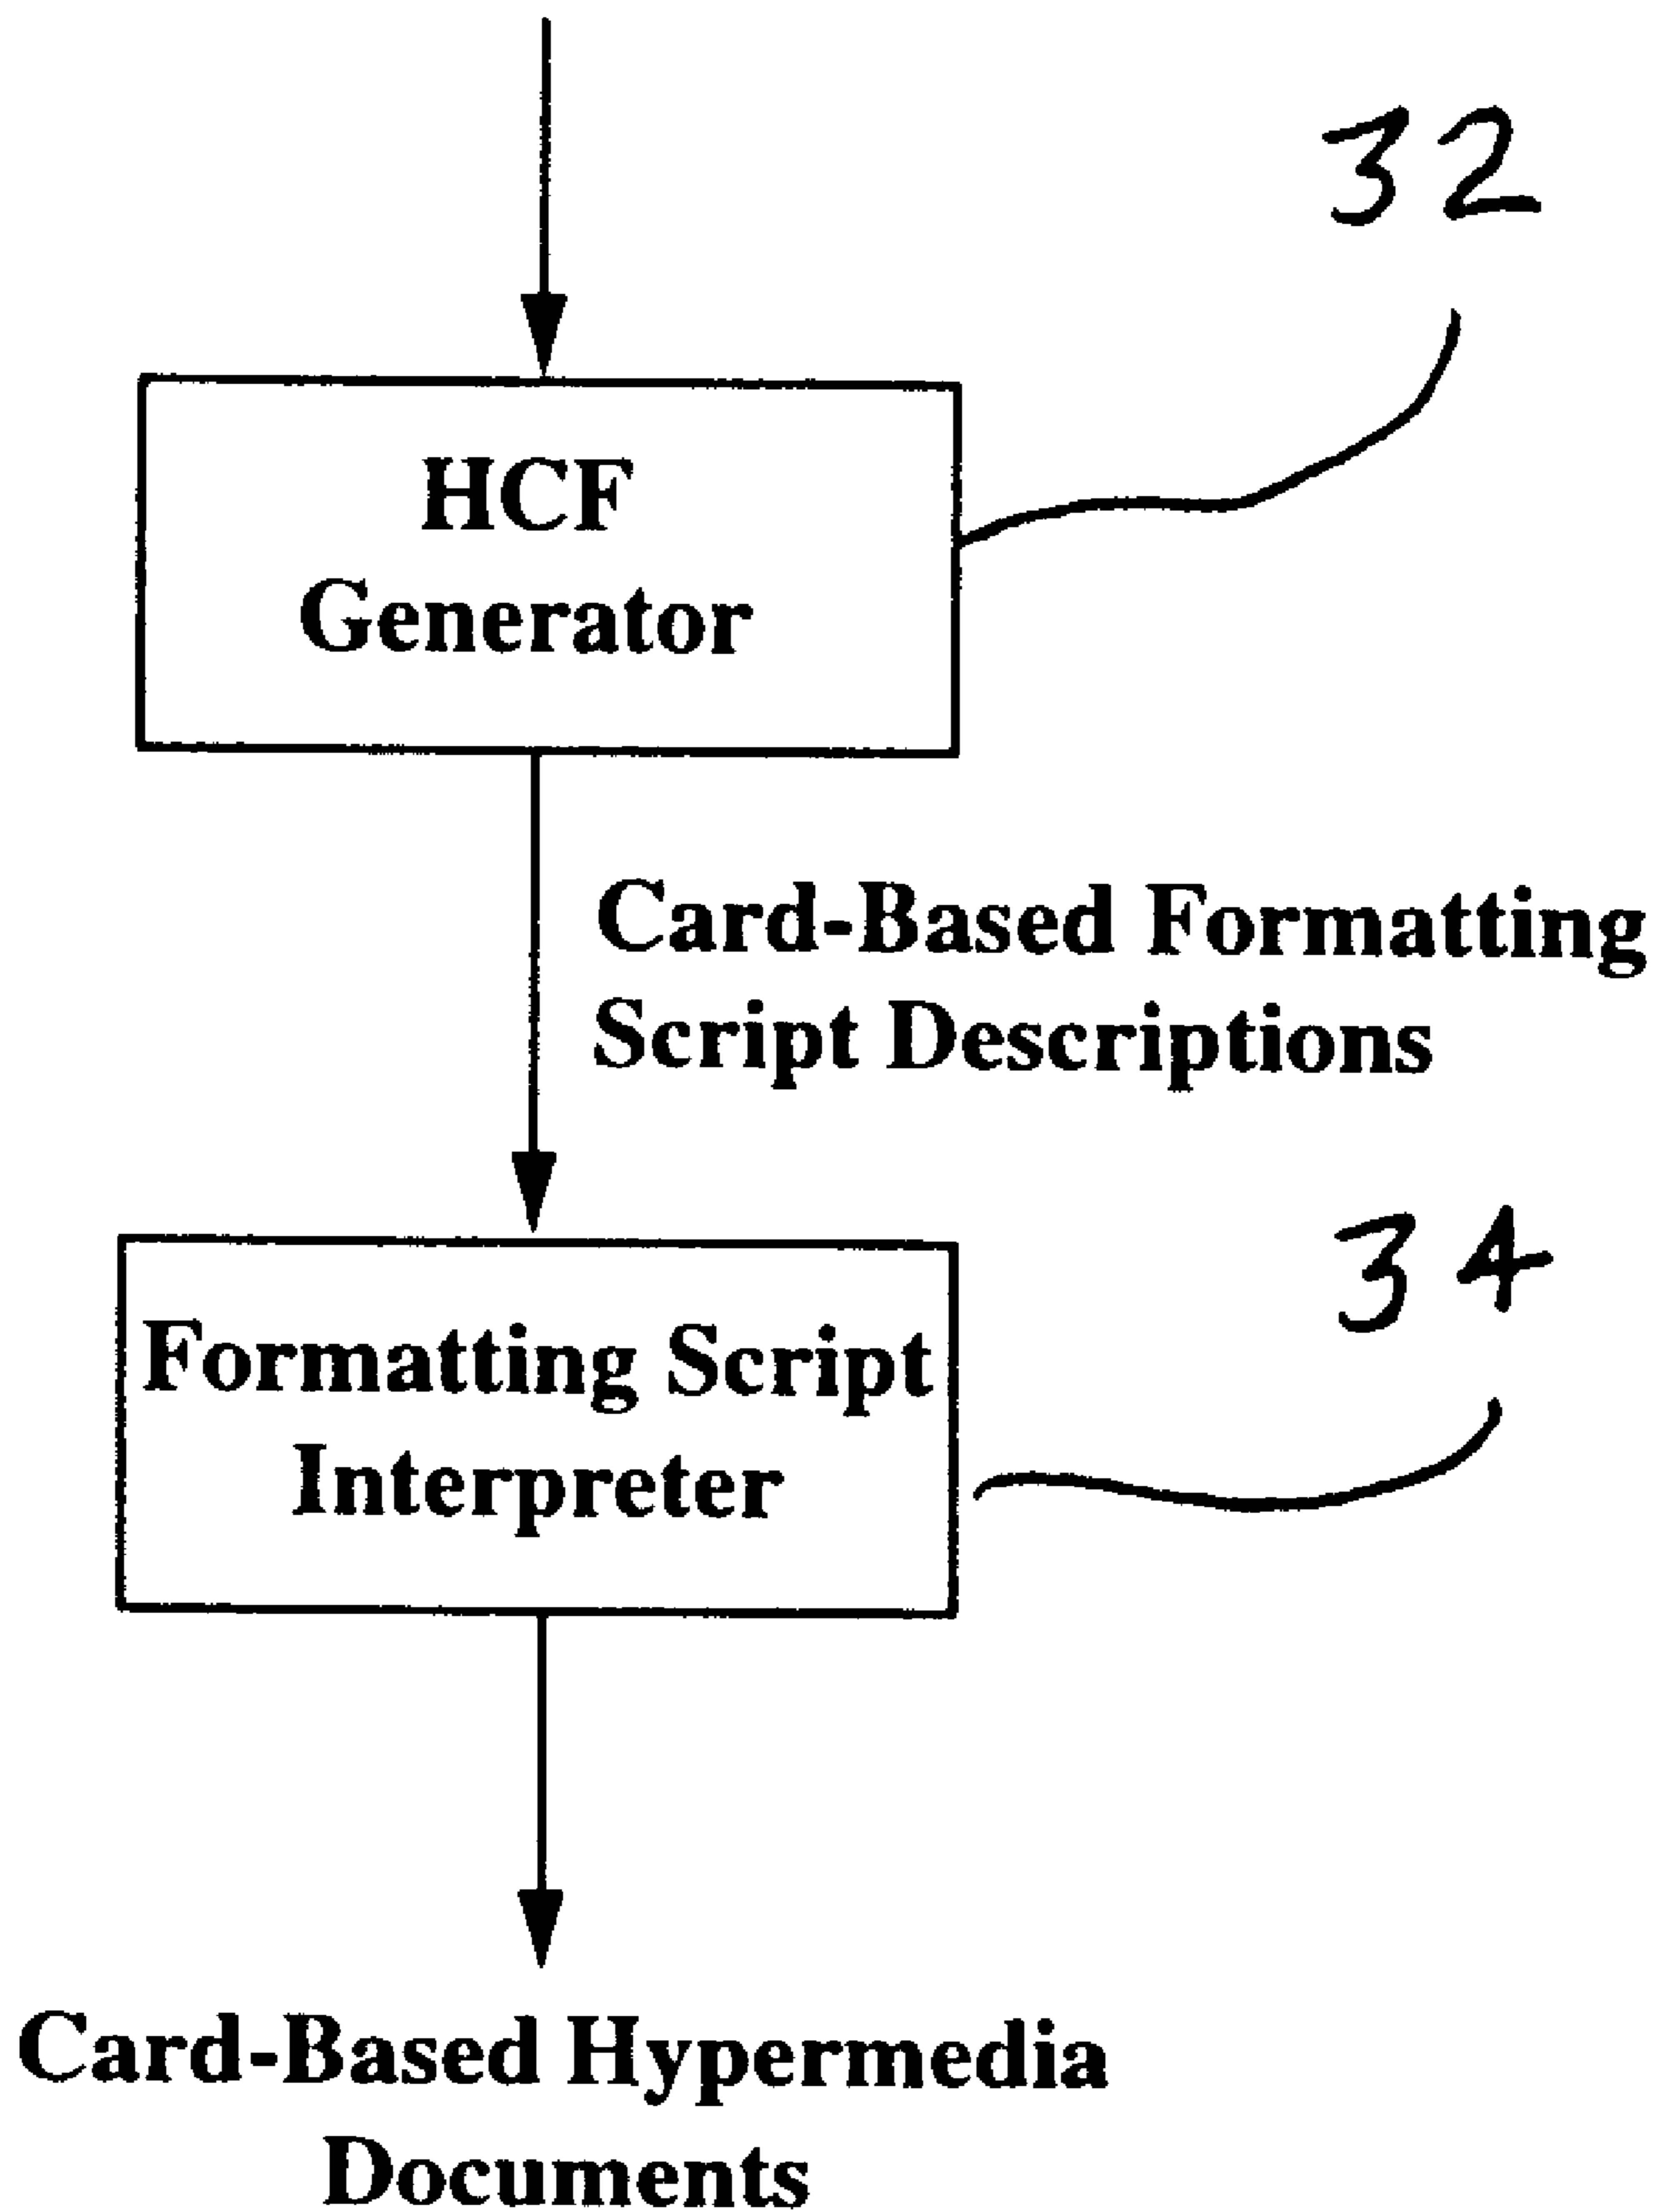 32
HCF
Generator
Card-Based Formatting
Script Descriptions
34
Formatting Script
Interpreter
Card-Based Hypermedia
Documents